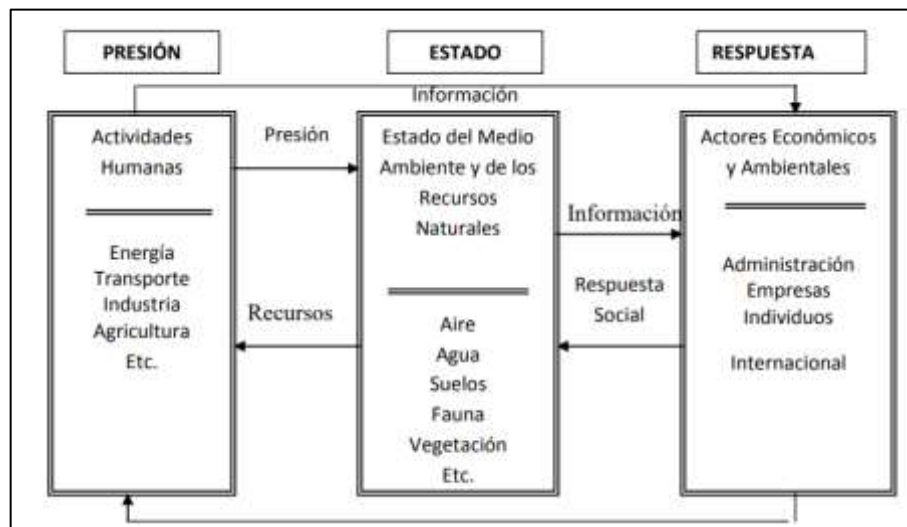 PRESIÓN
ESTADO
RESPUESTA
Información
Actividades
Humanas
Energía
Transporte
Industria
Agricultura
Etc.
Presión
Recursos
Estado del Medio
Ambiente y de los
Recursos
Naturales
Aire
Agua
Suelos
Fauna
Vegetación
Etc.
Información
Respuesta
Social
Actores Económicos
y Ambientales
Administración
Empresas
Individuos
Internacional